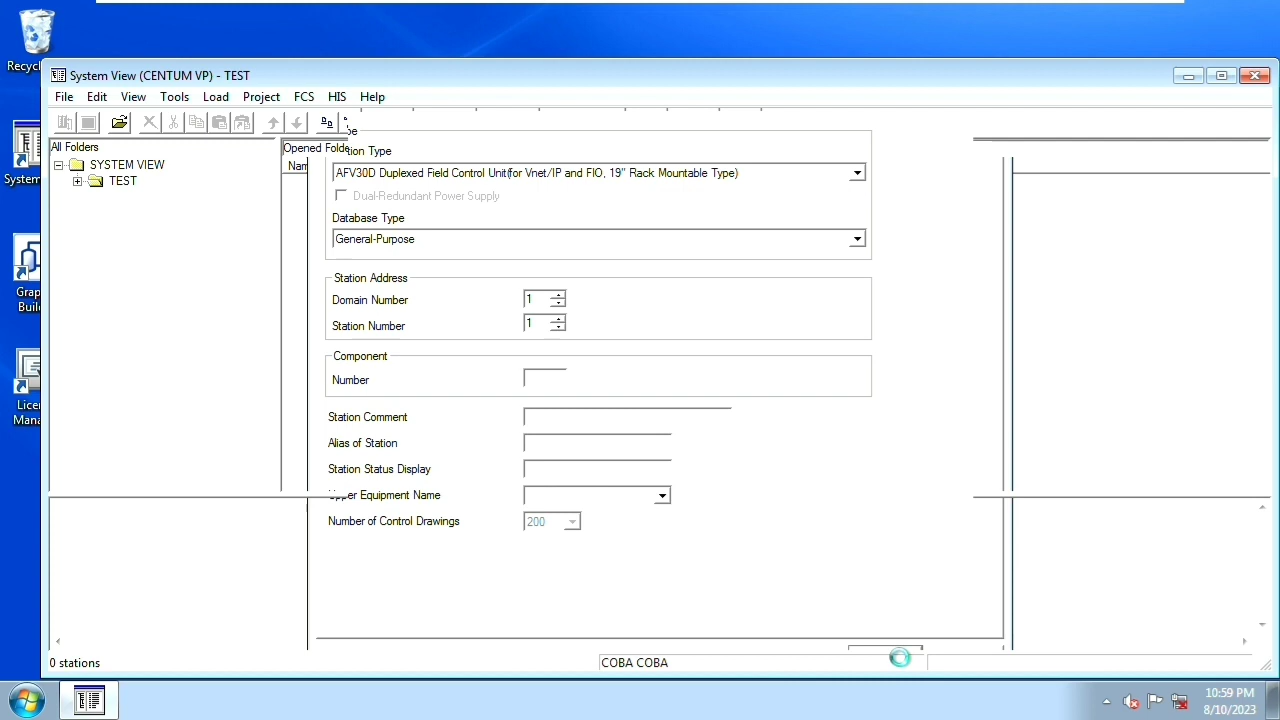 Recyc
System View (CENTUM VP) - TEST
File Edit View Tools Load Project FCS HIS Help
All Folders
SYSTEM VIEW
TEST
Opened Folde
Nam
Station Type
AFV30D Duplexed Field Control Unit(for Vnet/IP and FIO, 19" Rack Mountable Type)
Dual-Redundant Power Supply
Database Type
General-Purpose
Station Address
Domain Number 1
Station Number 1
Component
Number
Station Comment
Alias of Station
Station Status Display
Upper Equipment Name
Number of Control Drawings 200
System
Grap
Buil
Licen
Mana
0 stations
COBA COBA
10:59 PM
8/10/2023